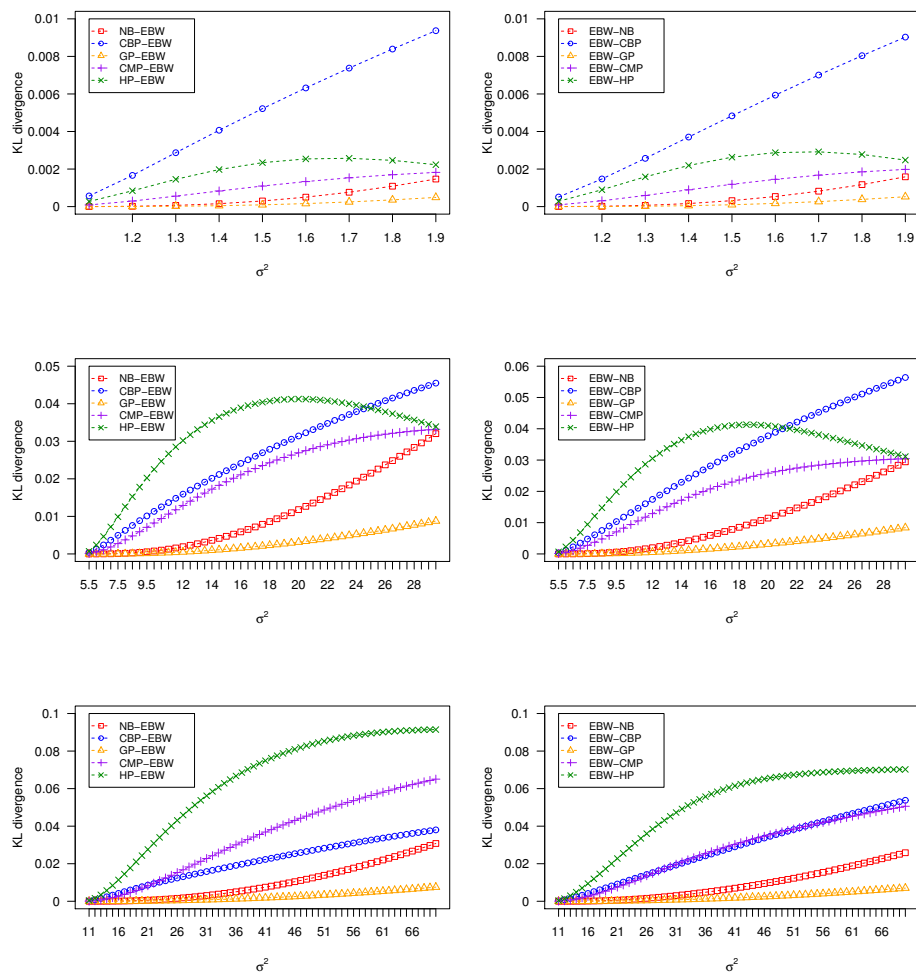 0.01
0.008
0.006
0.004
0.002
0
KL divergence
NB−EBW
CBP−EBW
GP−EBW
CMP−EBW
HP−EBW
1.2 1.3 1.4 1.5 1.6 1.7 1.8 1.9
σ²
0.01
0.008
0.006
0.004
0.002
0
KL divergence
EBW−NB
EBW−CBP
EBW−GP
EBW−CMP
EBW−HP
1.2 1.3 1.4 1.5 1.6 1.7 1.8 1.9
σ²
0.05
0.04
0.03
0.02
0.01
0
KL divergence
NB−EBW
CBP−EBW
GP−EBW
CMP−EBW
HP−EBW
5.5 7.5 9.5 12 14 16 18 20 22 24 26 28
σ²
0.06
0.05
0.04
0.03
0.02
0.01
0
KL divergence
EBW−NB
EBW−CBP
EBW−GP
EBW−CMP
EBW−HP
5.5 7.5 9.5 12 14 16 18 20 22 24 26 28
σ²
0.1
0.08
0.06
0.04
0.02
0
KL divergence
NB−EBW
CBP−EBW
GP−EBW
CMP−EBW
HP−EBW
11 16 21 26 31 36 41 46 51 56 61 66
σ²
0.1
0.08
0.06
0.04
0.02
0
KL divergence
EBW−NB
EBW−CBP
EBW−GP
EBW−CMP
EBW−HP
11 16 21 26 31 36 41 46 51 56 61 66
σ²